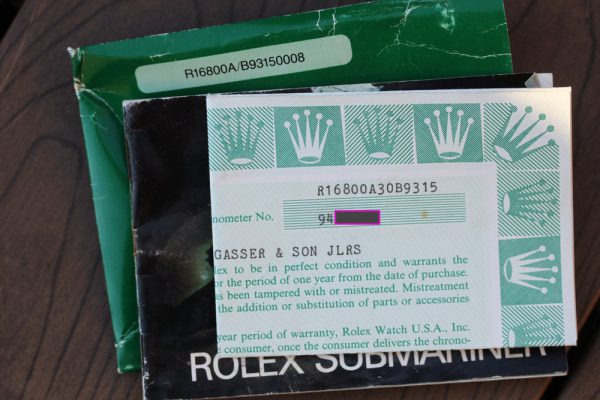 R16800A/B93150008
R16800A30B9315
nometer No. 94
GASSER & SON JLRS
lex to be in perfect condition and warrants the
or the period of one year from the date of purchase.
as been tampered with or mistreated. Mistreatment
the addition or substitution of parts or accessories
year period of warranty, Rolex Watch U.S.A., Inc.
e consumer, once the consumer delivers the chrono-
ROLEX SUBMARINER